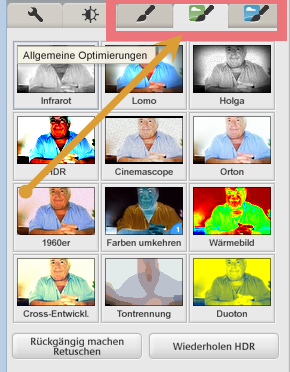 Allgemeine Optimierungen
Infrarot
Lomo
Holga
HDR
Cinemascope
Orton
1960er
Farben umkehren
1
Wärmebild
Cross-Entwickl.
Tontrennung
Duoton
Rückgängig machen
Retuschen
Wiederholen HDR